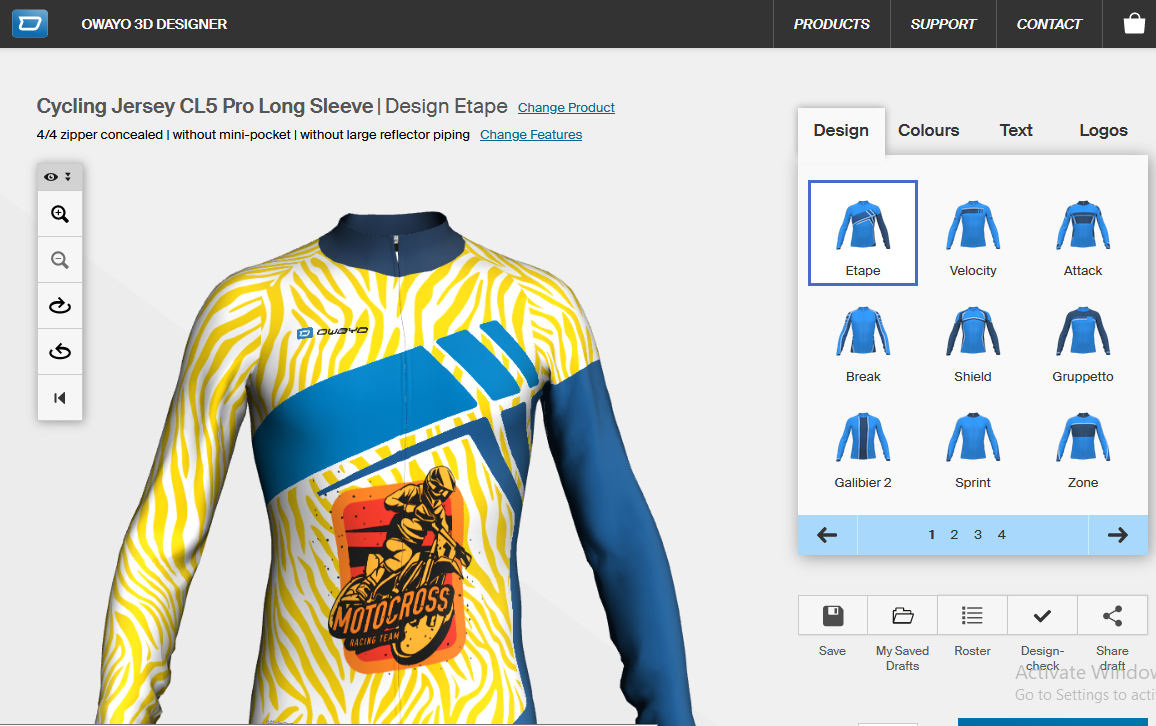 OWAYO 3D DESIGNER
PRODUCTS
SUPPORT
CONTACT
Cycling Jersey CL5 Pro Long Sleeve | Design Etape Change Product
4/4 zipper concealed | without mini-pocket | without large reflector piping Change Features
Design
Colours
Text
Logos
Etape
Velocity
Attack
Break
Shield
Gruppetto
Galibier 2
Sprint
Zone
1 2 3 4
OWAYO
MOTOCROSS
RACING TEAM
Save
My Saved
Drafts
Roster
Design-
check
Share
draft
Activate Window
Go to Settings to acti